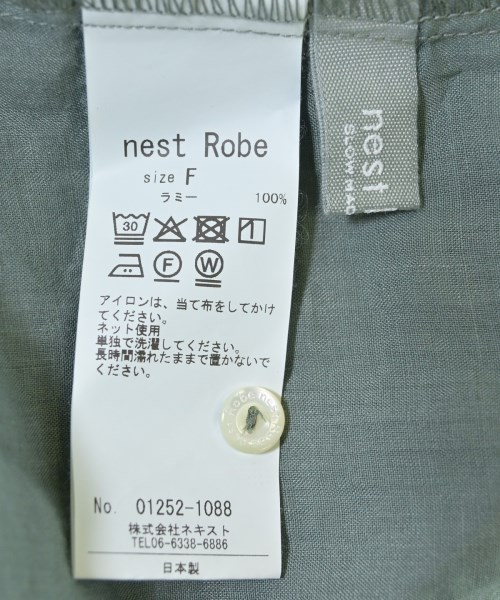 nest Robe
size F
ラミー 100%
30
F W
アイロンは、当て布をしてかけ
てください。
ネット使用
単独で洗濯してください。
長時間濡れたままで置かないで
ください。
Robe
No. 01252-1088
株式会社ネキスト
TEL06-6338-6886
日本製
nest
SLOW